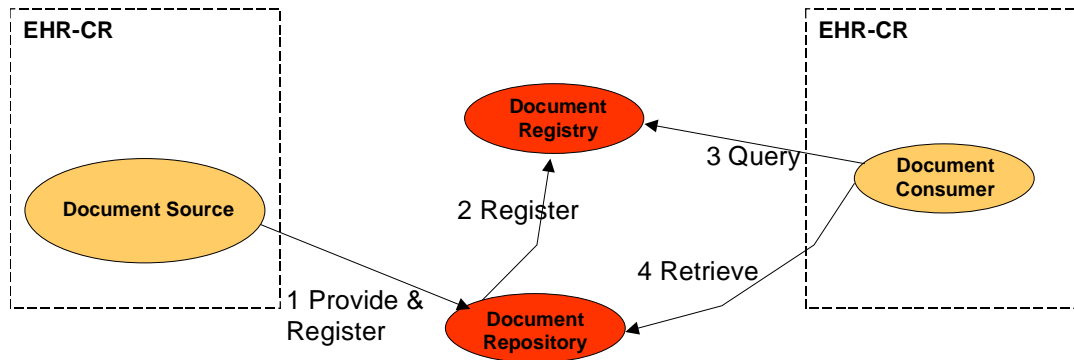 EHR-CR
EHR-CR
Document
Registry
3 Query
Document
Consumer
Document Source
2 Register
4 Retrieve
1 Provide &
Register
Document
Repository